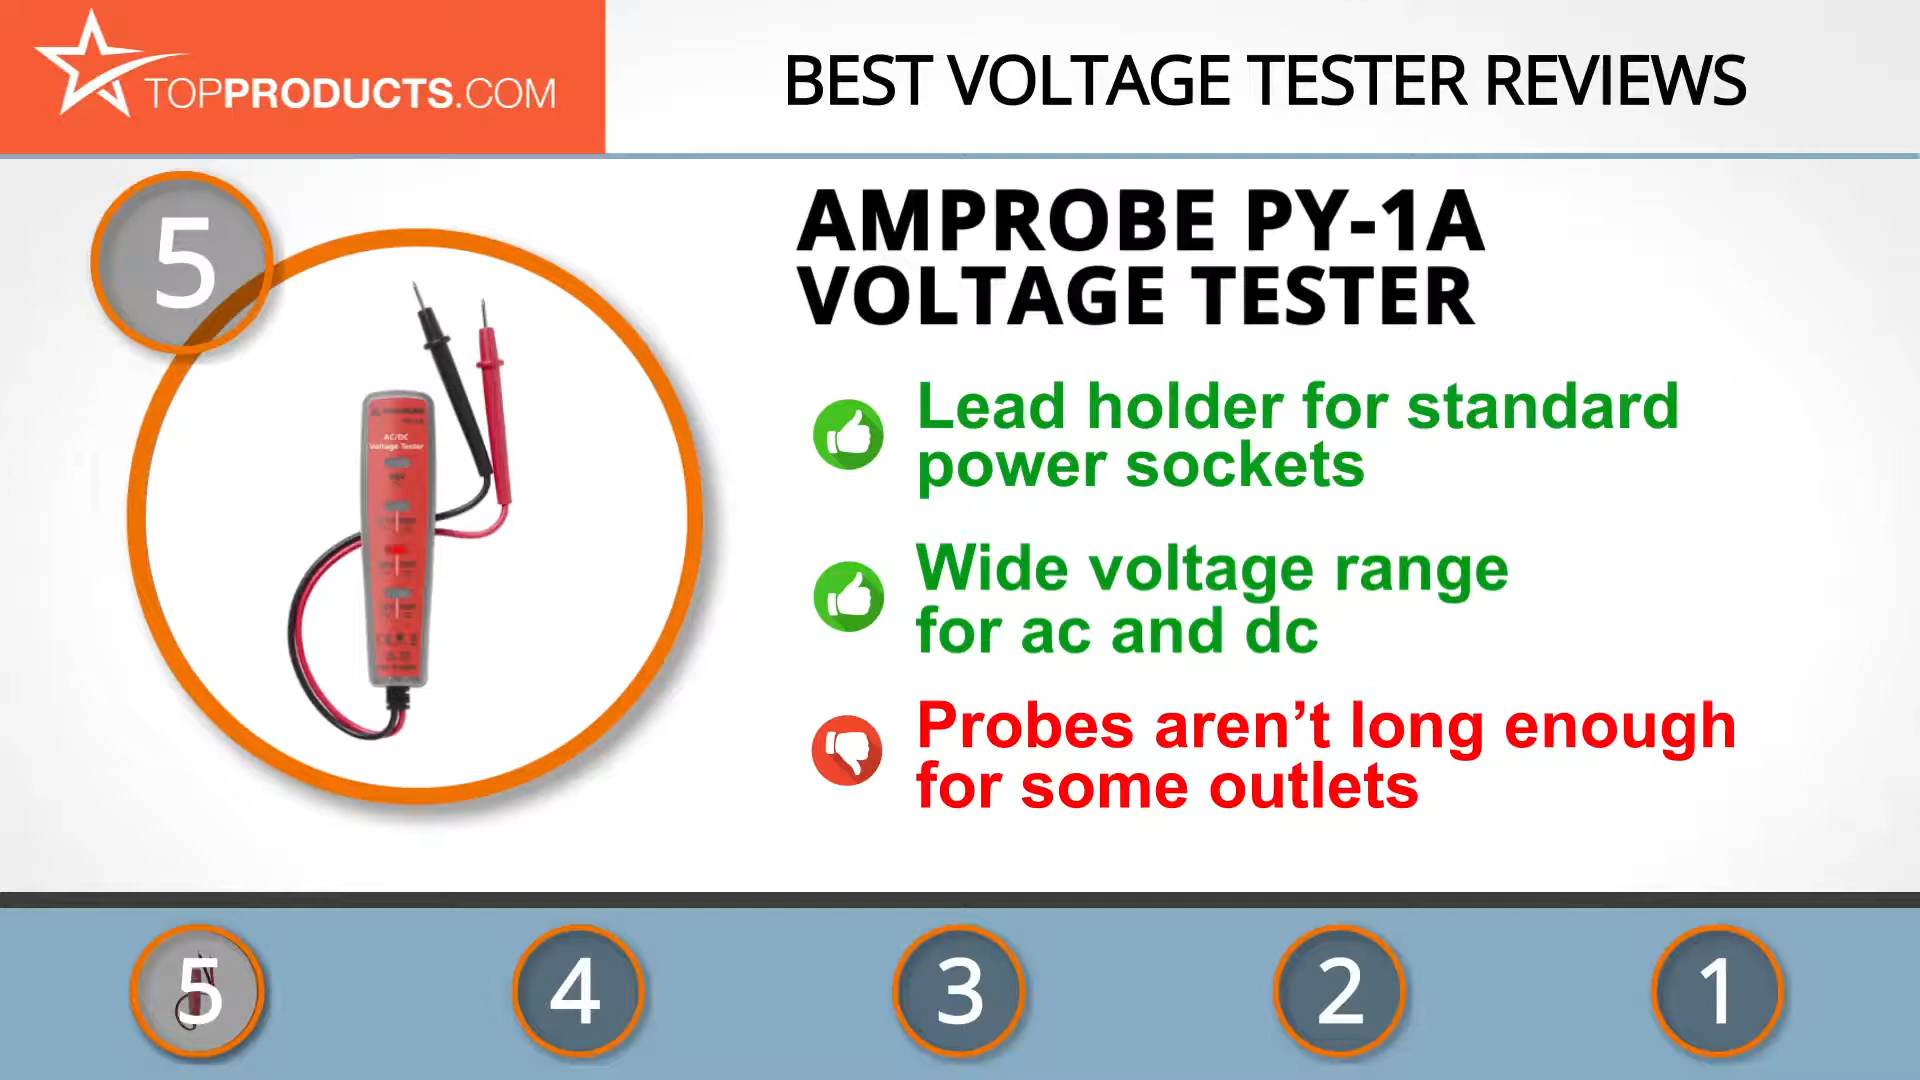 TOPPRODUCTS.COM
BEST VOLTAGE TESTER REVIEWS
5
AMPROBE PY-1A
VOLTAGE TESTER
AC/DC
Voltage Tester
Lead holder for standard
power sockets
Wide voltage range
for ac and dc
Probes aren’t long enough
for some outlets
5
4
3
2
1